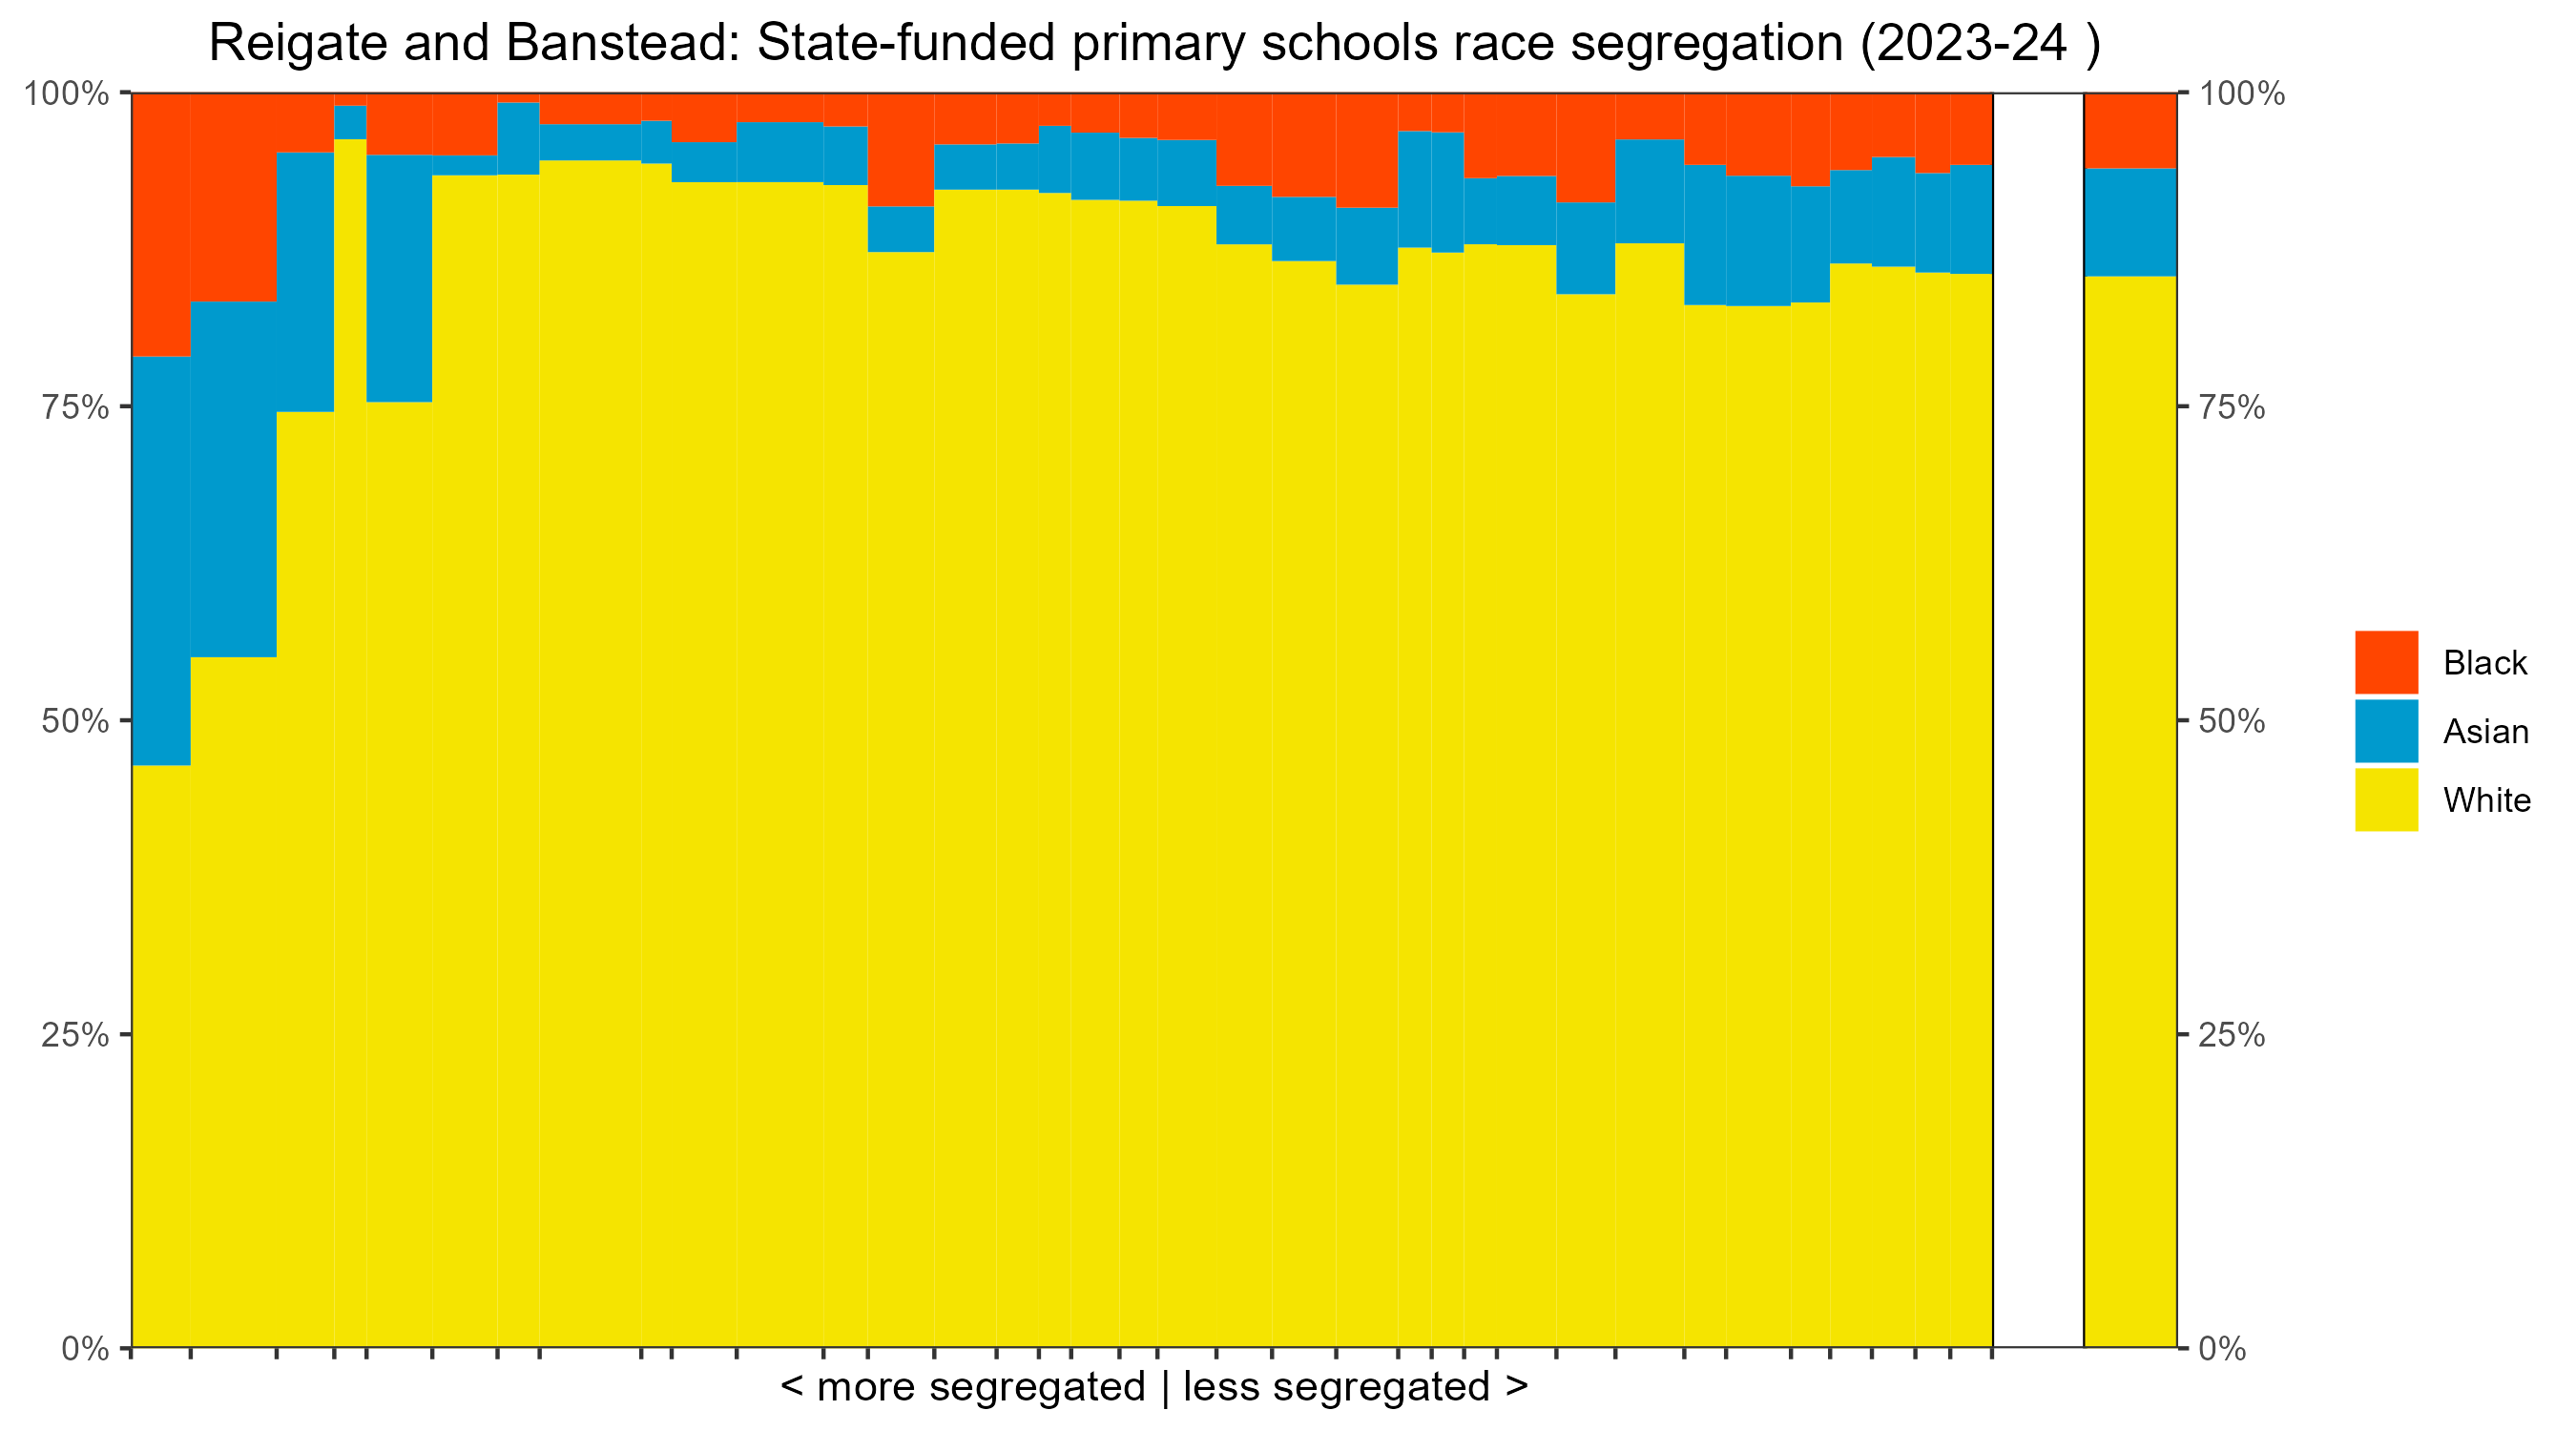 Reigate and Banstead: State-funded primary schools race segregation (2023-24 )
100%
75%
50%
25%
0%
100%
75%
50%
25%
0%
Black
Asian
White
< more segregated | less segregated >